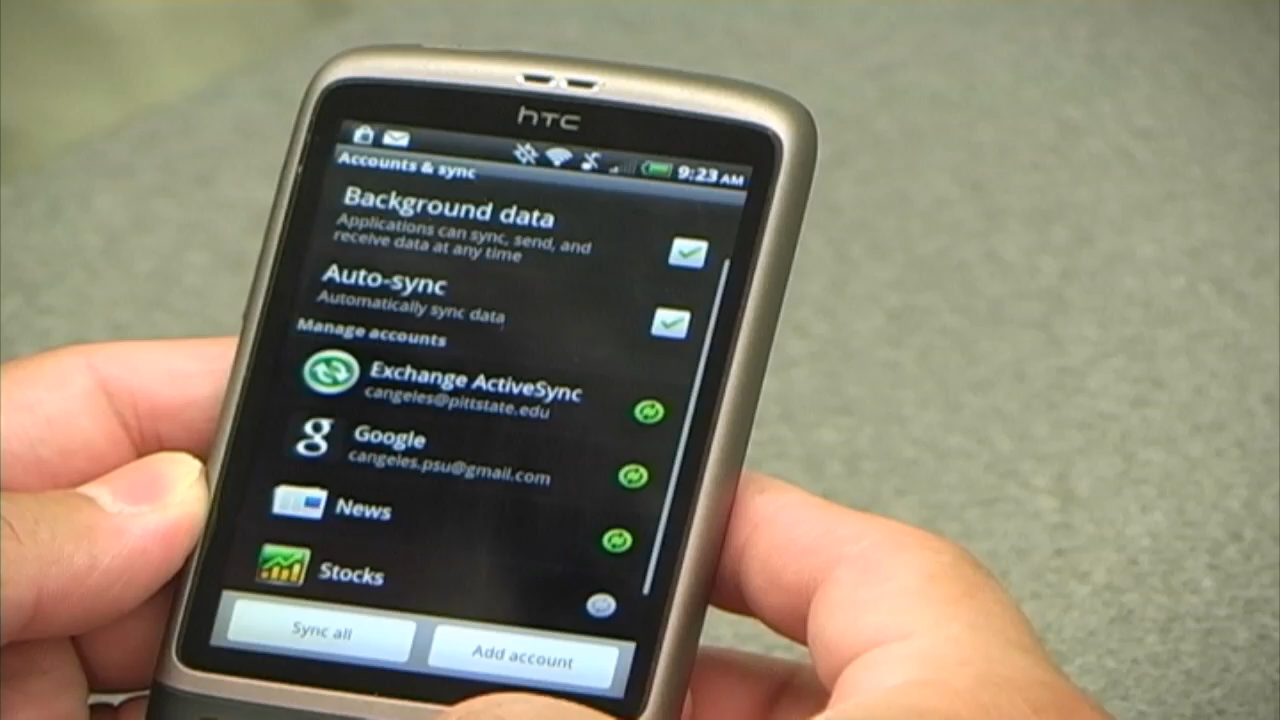 hTC
9:23 AM
Accounts & sync
Background data
Applications can sync, send, and
receive data at any time
Auto-sync
Automatically sync data
Manage accounts
Exchange ActiveSync
cangeles@pittstate.edu
Google
cangeles.psu@gmail.com
News
Stocks
Sync all
Add account